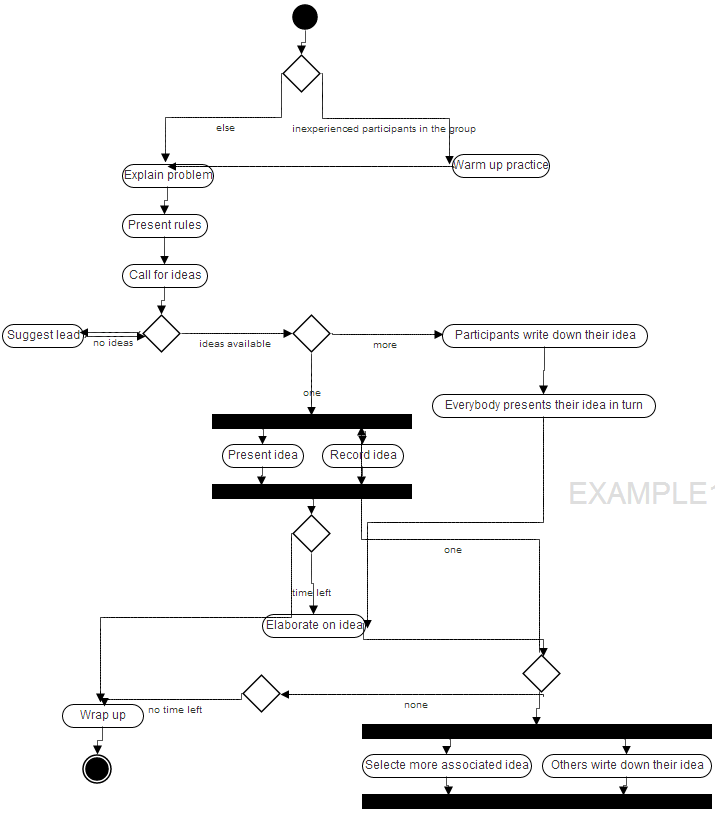 else
inexperienced participants in the group
Explain problem
Warm up practice
Present rules
Call for ideas
Suggest lead
no ideas
ideas available
more
Participants write down their idea
one
Everybody presents their idea in turn
Present idea
Record idea
EXAMPLE1
one
time left
Elaborate on idea
Wrap up
no time left
none
Selecte more associated idea
Others wirte down their idea